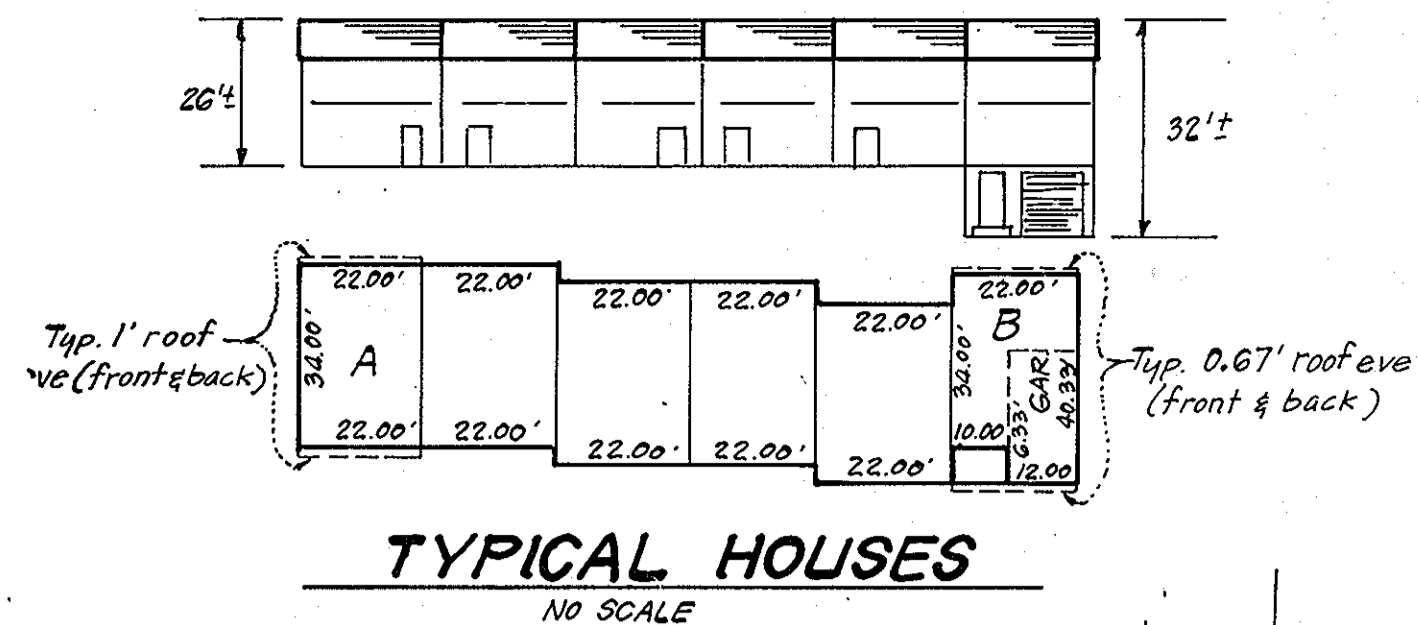 26'±
32'±
22.00' 22.00' 22.00' 22.00' 22.00' 22.00'
Typ. 1' roof
've (front & back)
34.00'
A
B
34.00'
GAR
40.33'
6.33'
10.00
12.00
22.00' 22.00' 22.00' 22.00' 22.00'
Typ. 0.67' roof eve
(front & back)
TYPICAL HOUSES
NO SCALE